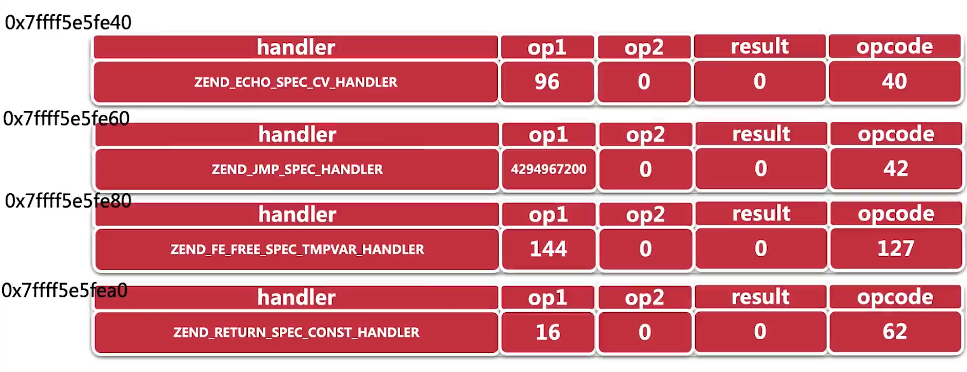 0x7ffff5e5fe40
handler op1 op2 result opcode
ZEND_ECHO_SPEC_CV_HANDLER 96 0 0 40
0x7ffff5e5fe60
handler op1 op2 result opcode
ZEND_JMP_SPEC_HANDLER 4294967200 0 0 42
0x7ffff5e5fe80
handler op1 op2 result opcode
ZEND_FE_FREE_SPEC_TMPVAR_HANDLER 144 0 0 127
0x7ffff5e5fea0
handler op1 op2 result opcode
ZEND_RETURN_SPEC_CONST_HANDLER 16 0 0 62